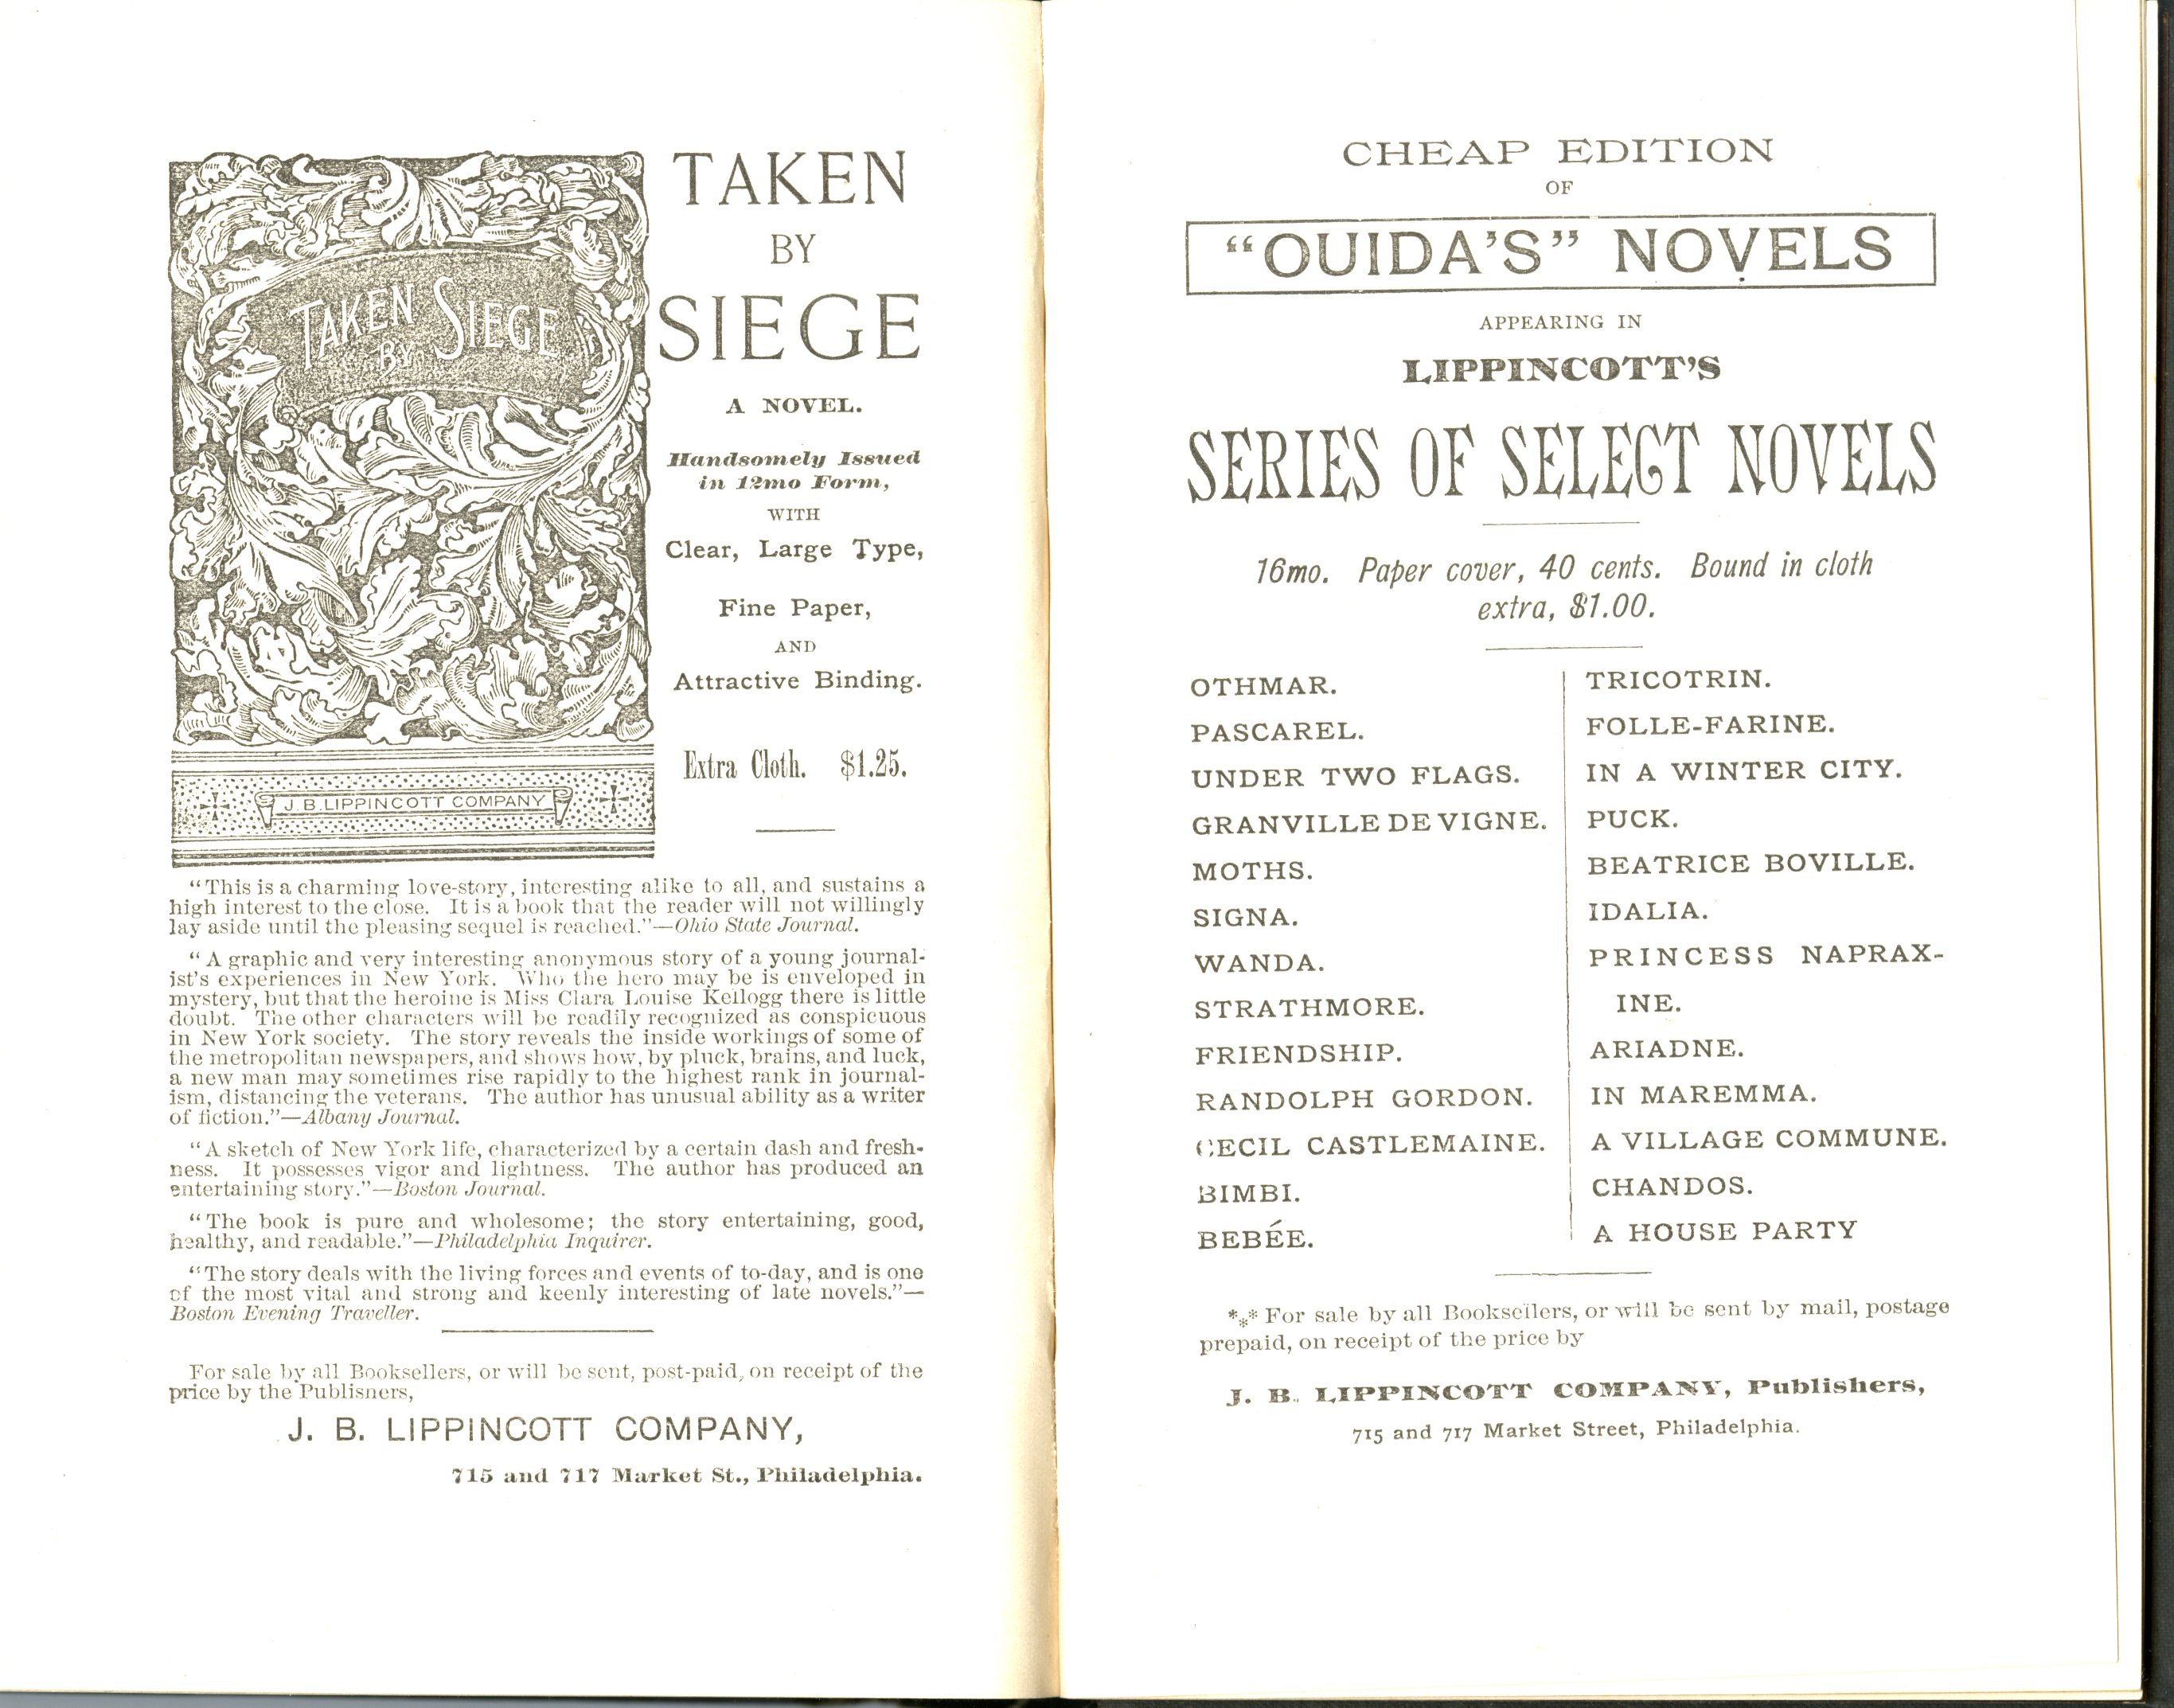 TAKEN
BY
SIEGE
TAKEN
BY
SIEGE
A NOVEL.
Handsomely Issued
in 12mo Form,
WITH
Clear, Large Type,
Fine Paper,
AND
Attractive Binding.
Extra Cloth. $1.25.
J. B. LIPPINCOTT COMPANY
"This is a charming love-story, interesting alike to all, and sustains a
high interest to the close. It is a book that the reader will not willingly
lay aside until the pleasing sequel is reached."—Ohio State Journal.
"A graphic and very interesting anonymous story of a young journal-
ist's experiences in New York. Who the hero may be is enveloped in
mystery, but that the heroine is Miss Clara Louise Kellogg there is little
doubt. The other characters will be readily recognized as conspicuous
in New York society. The story reveals the inside workings of some of
the metropolitan newspapers, and shows how, by pluck, brains, and luck,
a new man may sometimes rise rapidly to the highest rank in journal-
ism, distancing the veterans. The author has unusual ability as a writer
of fiction."—Albany Journal.
"A sketch of New York life, characterized by a certain dash and fresh-
ness. It possesses vigor and lightness. The author has produced an
entertaining story."—Boston Journal.
"The book is pure and wholesome; the story entertaining, good,
healthy, and readable."—Philadelphia Inquirer.
"The story deals with the living forces and events of to-day, and is one
of the most vital and strong and keenly interesting of late novels."—
Boston Evening Traveller.
For sale by all Booksellers, or will be sent, post-paid, on receipt of the
price by the Publishers,
J. B. LIPPINCOTT COMPANY,
715 and 717 Market St., Philadelphia.
CHEAP EDITION
OF
"OUIDA'S" NOVELS
APPEARING IN
LIPPINCOTT'S
SERIES OF SELECT NOVELS
16mo. Paper cover, 40 cents. Bound in cloth
extra, $1.00.
OTHMAR.
PASCAREL.
UNDER TWO FLAGS.
GRANVILLE DE VIGNE.
MOTHS.
SIGNA.
WANDA.
STRATHMORE.
FRIENDSHIP.
RANDOLPH GORDON.
CECIL CASTLEMAINE.
BIMBI.
BEBÉE.
TRICOTRIN.
FOLLE-FARINE.
IN A WINTER CITY.
PUCK.
BEATRICE BOVILLE.
IDALIA.
PRINCESS NAPRAX-
INE.
ARIADNE.
IN MAREMMA.
A VILLAGE COMMUNE.
CHANDOS.
A HOUSE PARTY
*** For sale by all Booksellers, or will be sent by mail, postage
prepaid, on receipt of the price by
J. B. LIPPINCOTT COMPANY, Publishers,
715 and 717 Market Street, Philadelphia.